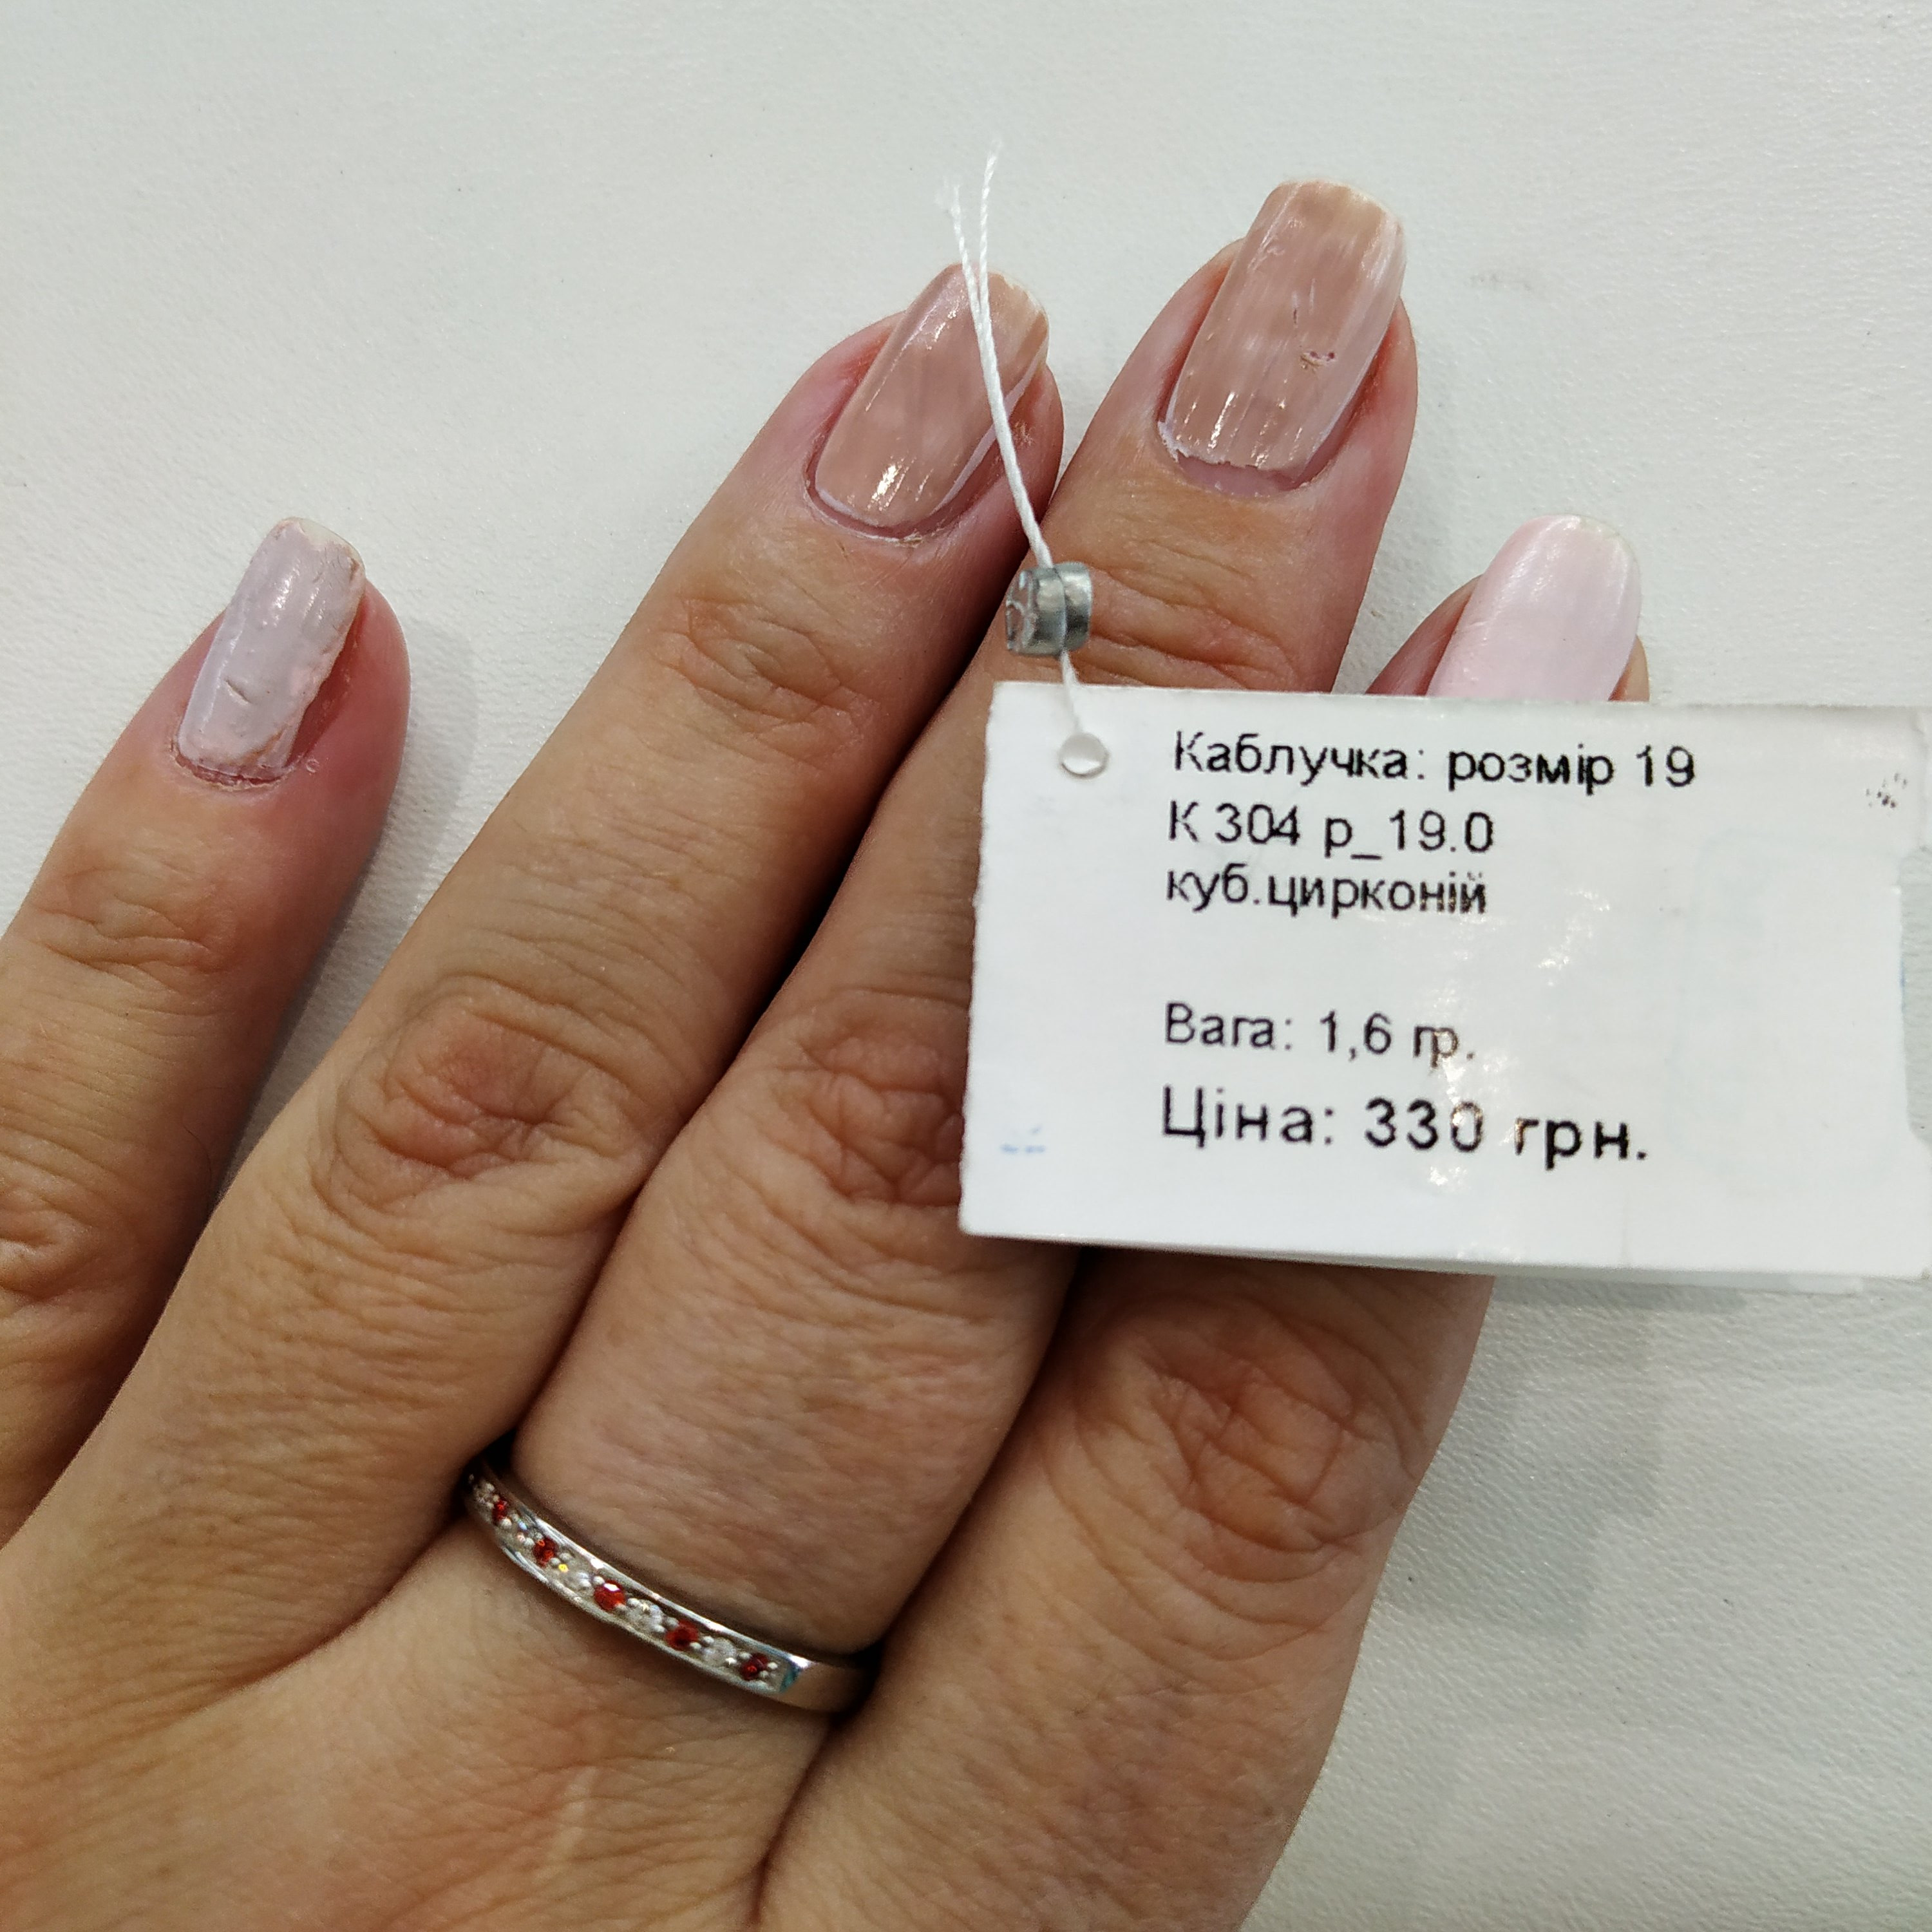 Каблучка: розмір 19
К 304 р_19.0
куб.цирконій
Вага: 1,6 гр.
Ціна: 330 грн.